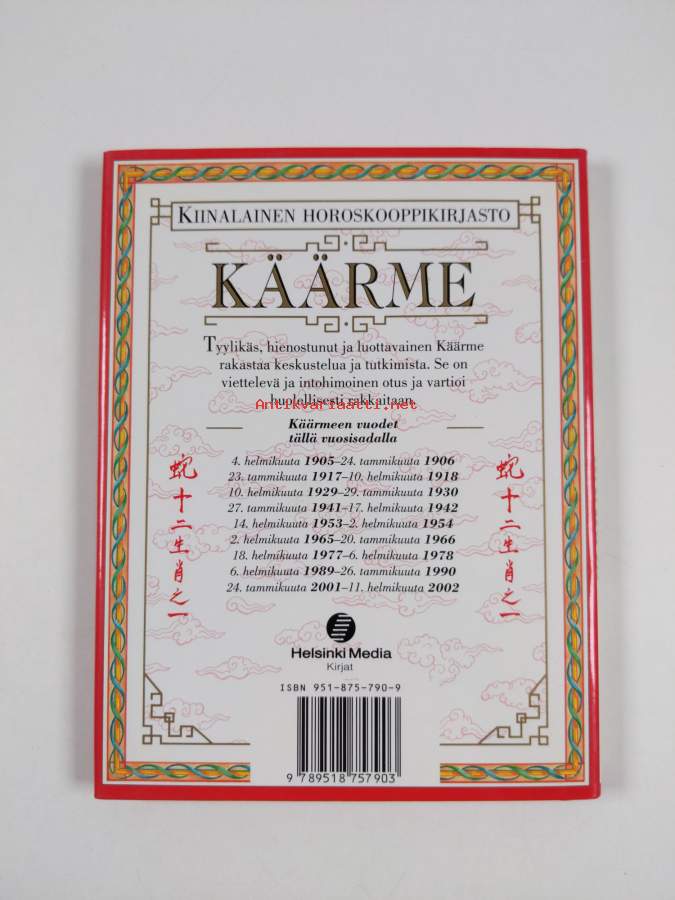 KIINALAINEN HOROSKOOPPIKIRJASTO
KÄÄRME
Tyylikäs, hienostunut ja luottavainen Käärme
rakastaa keskustelua ja tutkimista. Se on
viettelevä ja intohimoinen otus ja vartioi
huolellisesti rakkaitaan.
Antikvariaatti.net
Käärmeen vuodet
tällä vuosisadalla
4. helmikuuta 1905–24. tammikuuta 1906
23. tammikuuta 1917–10. helmikuuta 1918
10. helmikuuta 1929–29. tammikuuta 1930
27. tammikuuta 1941–17. helmikuuta 1942
14. helmikuuta 1953–2. helmikuuta 1954
2. helmikuuta 1965–20. tammikuuta 1966
18. helmikuuta 1977–6. helmikuuta 1978
6. helmikuuta 1989–26. tammikuuta 1990
24. tammikuuta 2001–11. helmikuuta 2002
蛇十二生肖之一
蛇十二生肖之一
Helsinki Media
Kirjat
ISBN 951-875-790-9
9 789518 757903